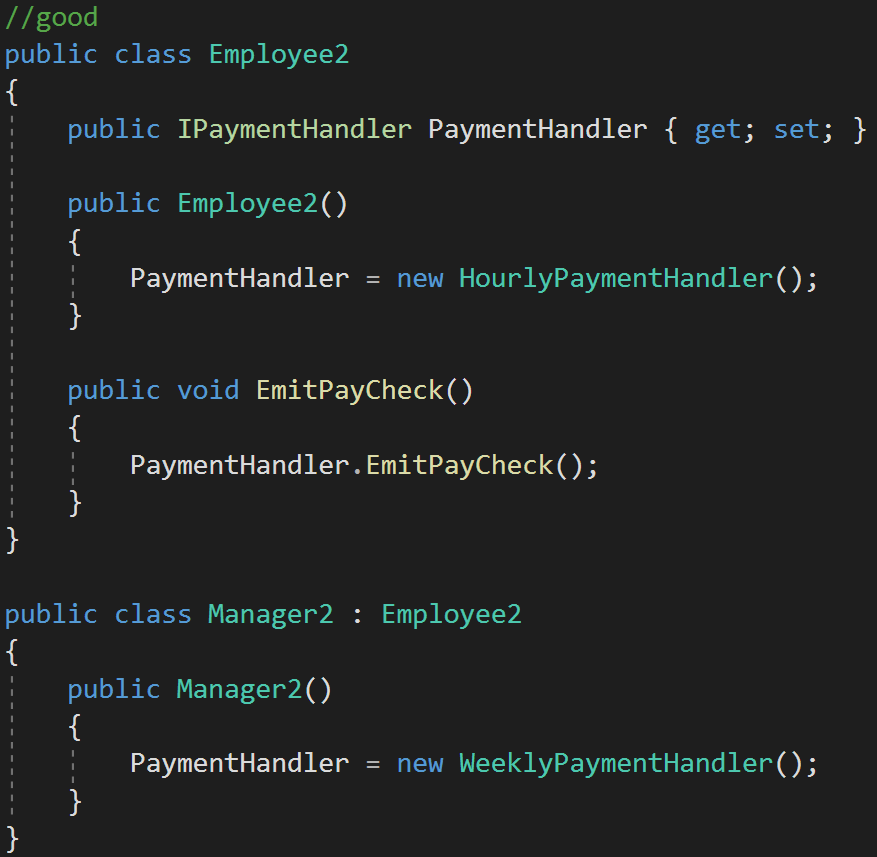 //good
public class Employee2
{
    public IPaymentHandler PaymentHandler { get; set; }
    public Employee2()
    {
        PaymentHandler = new HourlyPaymentHandler();
    }
    public void EmitPayCheck()
    {
        PaymentHandler.EmitPayCheck();
    }
}
public class Manager2 : Employee2
{
    public Manager2()
    {
        PaymentHandler = new WeeklyPaymentHandler();
    }
}